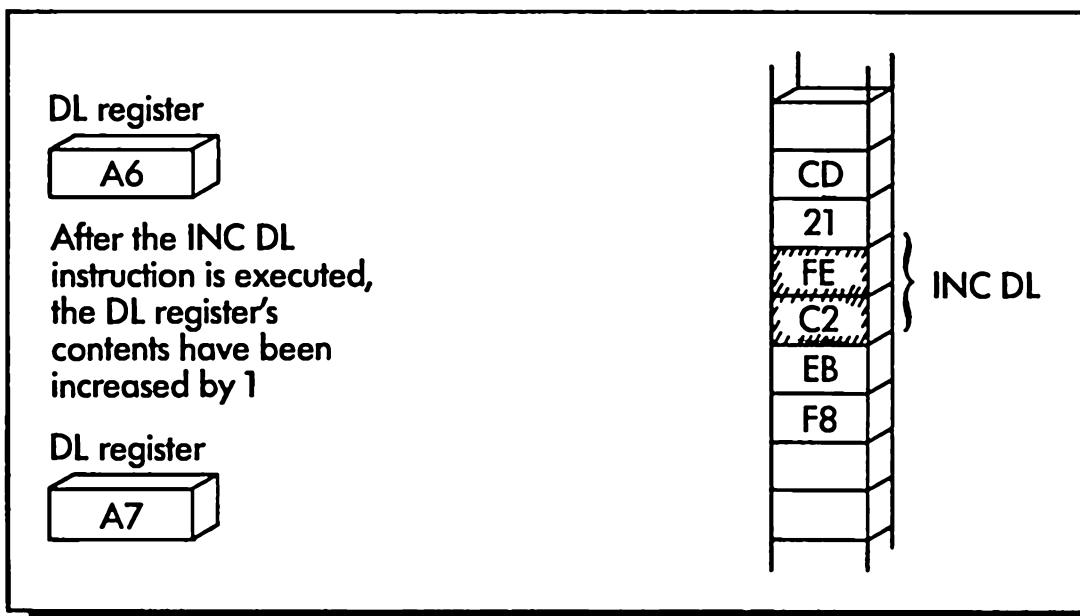 DL register
A6
After the INC DL
instruction is executed,
the DL register's
contents have been
increased by 1
DL register
A7
CD
21
FE
C2
EB
F8
INC DL